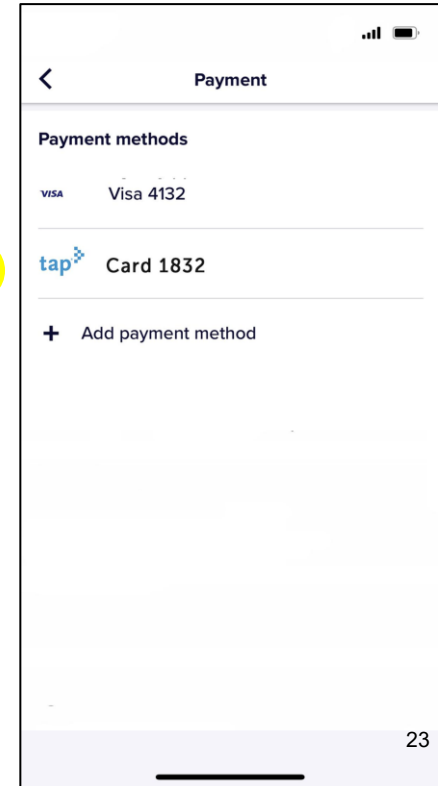 Payment
Payment methods
VISA Visa 4132
tap Card 1832
+ Add payment method
23